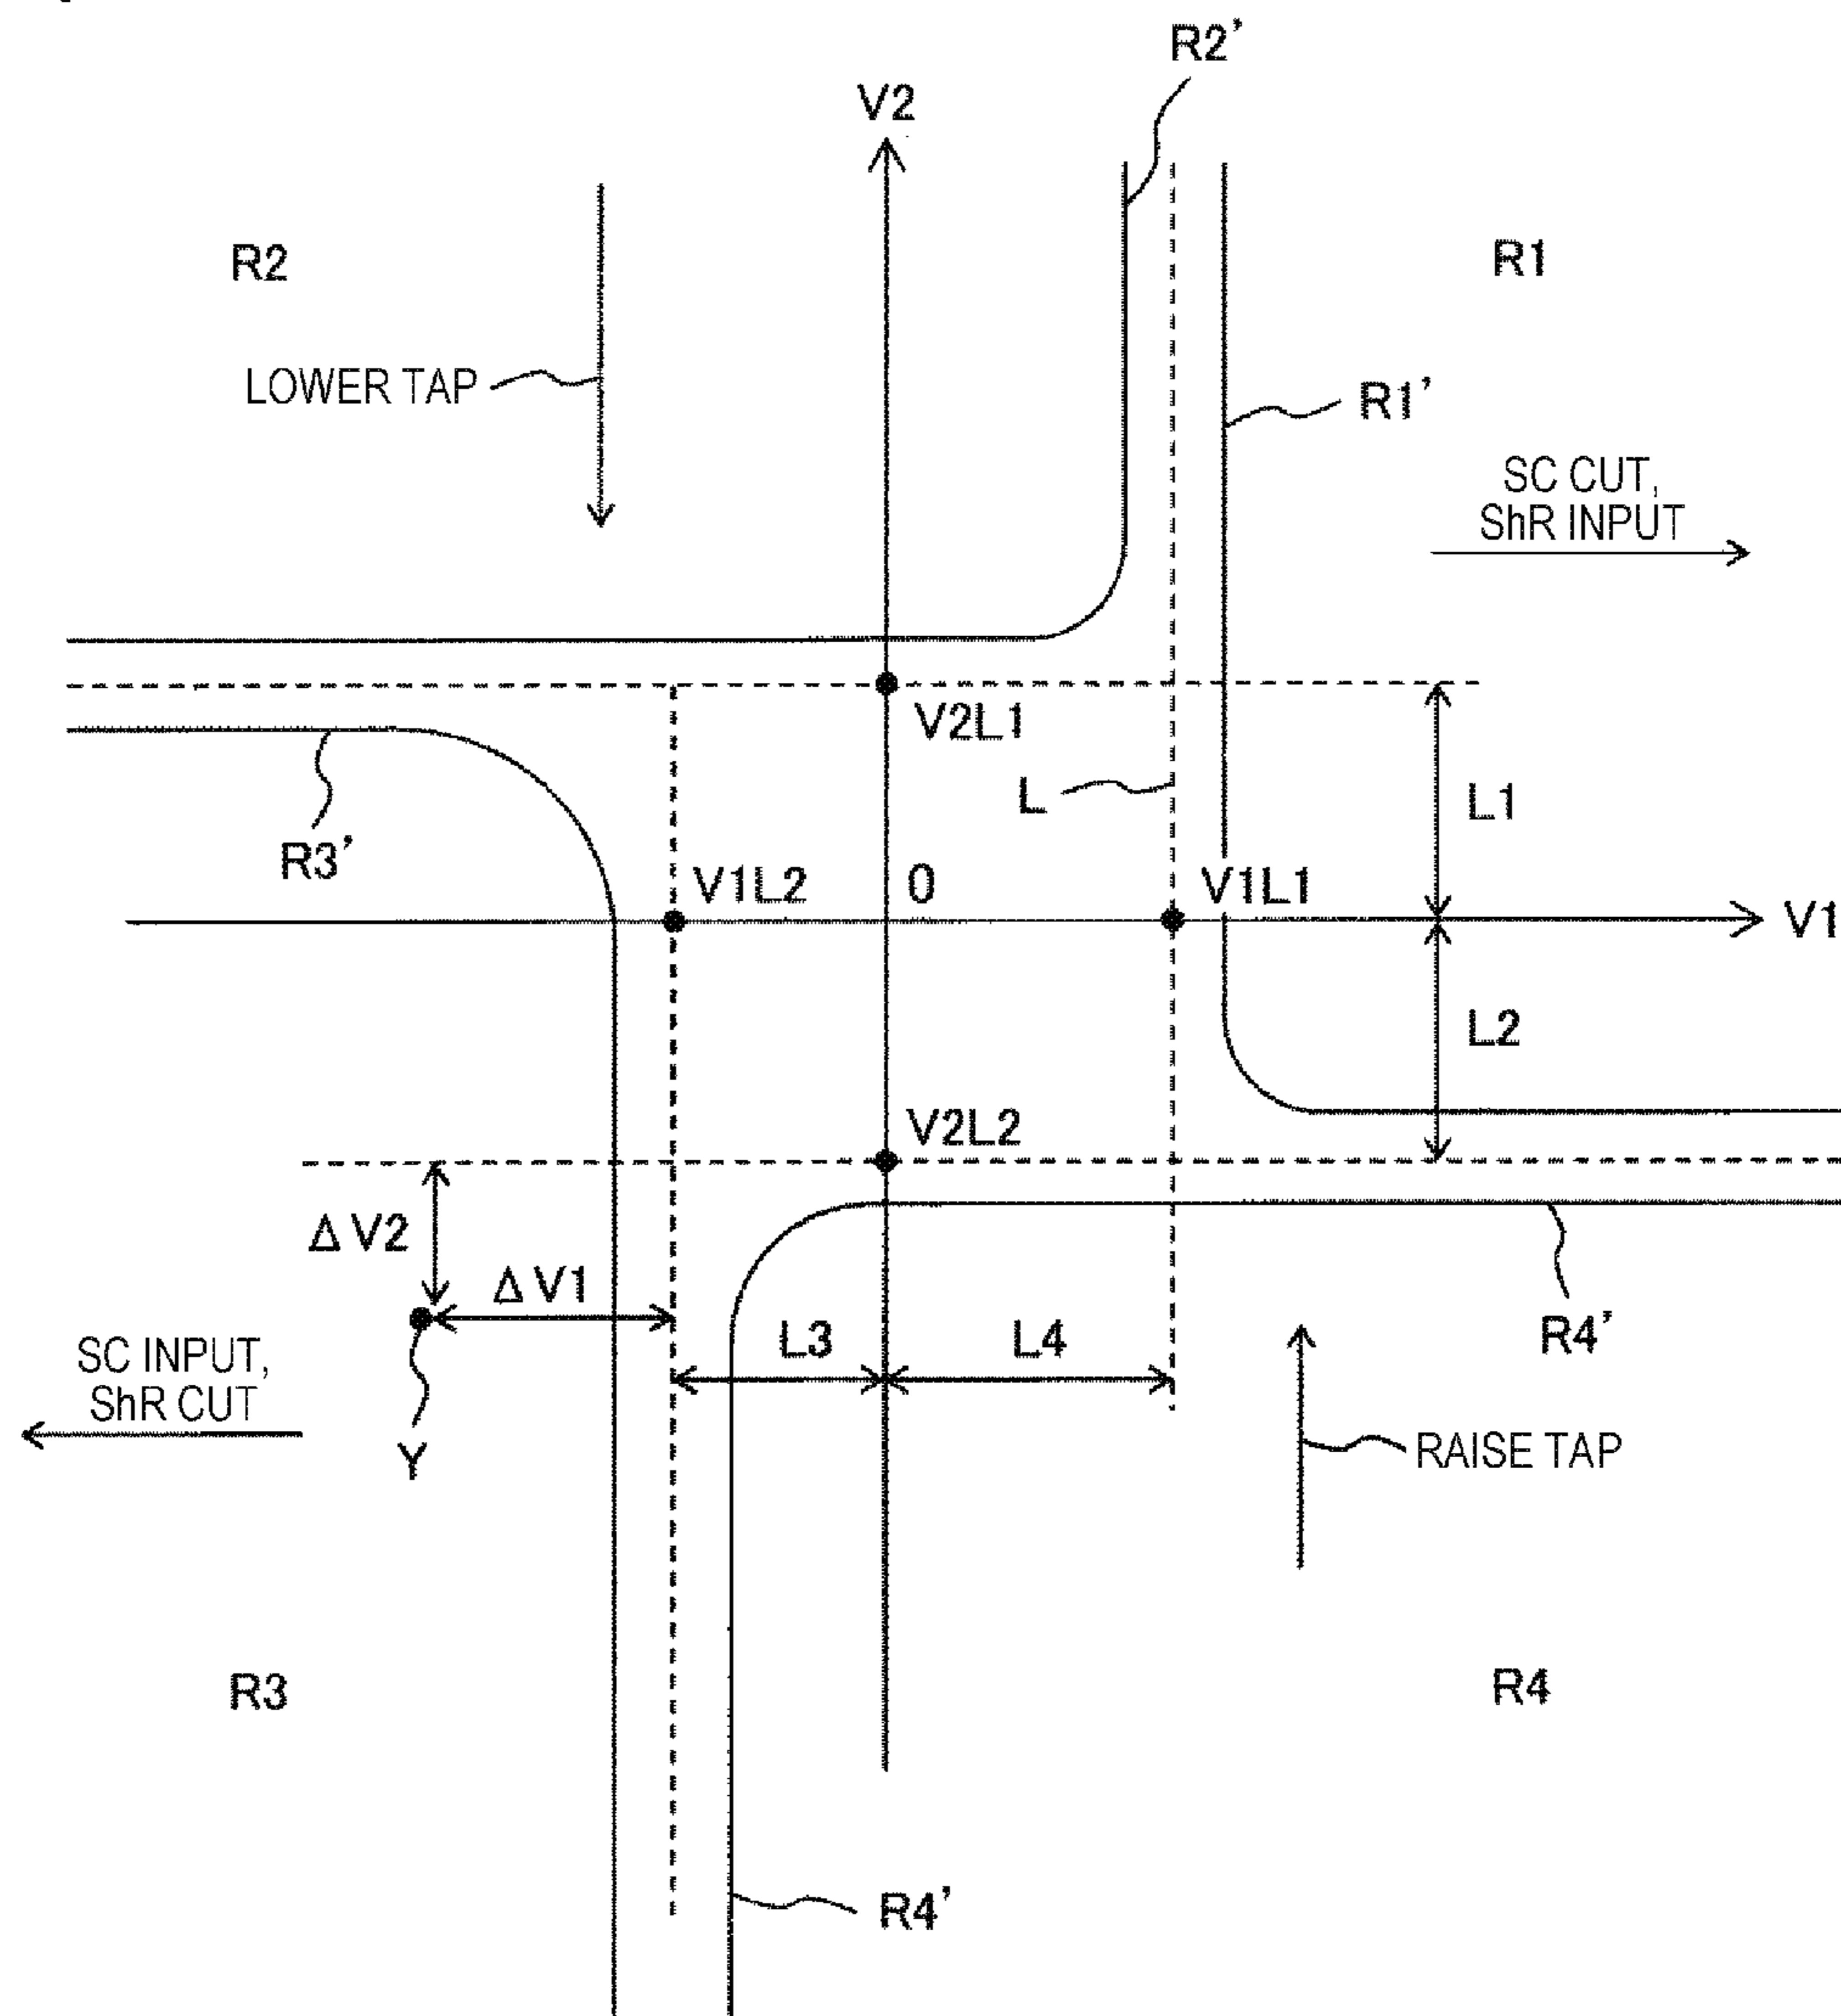 R2’
V2
R2
R1
LOWER TAP
R1’
SC CUT,
ShR INPUT
V2L1
L
L1
R3’
V1L2
0
V1L1
V1
L2
V2L2
ΔV2
ΔV1
L3
L4
R4’
SC INPUT,
ShR CUT
Y
RAISE TAP
R3
R4
R4’